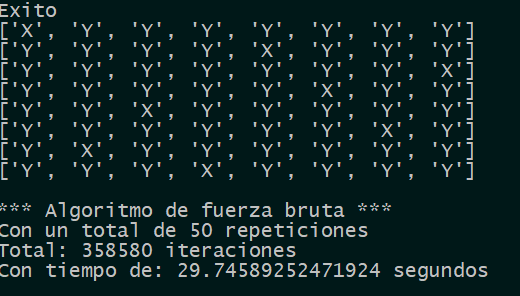 Exito
['X', 'Y', 'Y', 'Y', 'Y', 'Y', 'Y', 'Y']
['Y', 'Y', 'Y', 'Y', 'X', 'Y', 'Y', 'Y']
['Y', 'Y', 'Y', 'Y', 'Y', 'Y', 'Y', 'X']
['Y', 'Y', 'Y', 'Y', 'Y', 'X', 'Y', 'Y']
['Y', 'Y', 'X', 'Y', 'Y', 'Y', 'Y', 'Y']
['Y', 'Y', 'Y', 'Y', 'Y', 'Y', 'X', 'Y']
['Y', 'X', 'Y', 'Y', 'Y', 'Y', 'Y', 'Y']
['Y', 'Y', 'Y', 'X', 'Y', 'Y', 'Y', 'Y']
*** Algoritmo de fuerza bruta ***
Con un total de 50 repeticiones
Total: 358580 iteraciones
Con tiempo de: 29.74589252471924 segundos